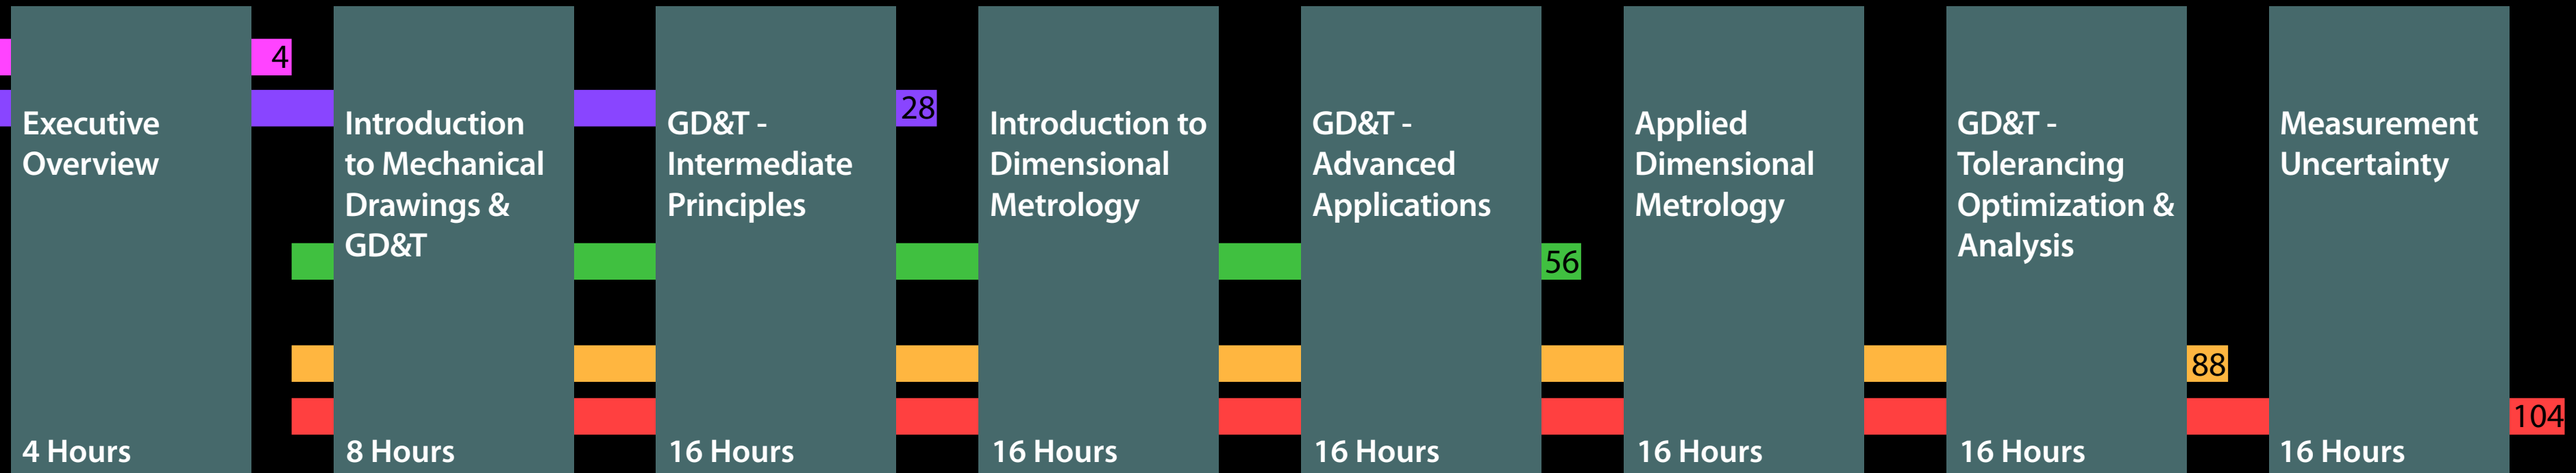 4
28
56
88
104
Executive
Overview
4 Hours
Introduction
to Mechanical
Drawings &
GD&T
8 Hours
GD&T -
Intermediate
Principles
16 Hours
Introduction to
Dimensional
Metrology
16 Hours
GD&T -
Advanced
Applications
16 Hours
Applied
Dimensional
Metrology
16 Hours
GD&T -
Tolerancing
Optimization &
Analysis
16 Hours
Measurement
Uncertainty
16 Hours